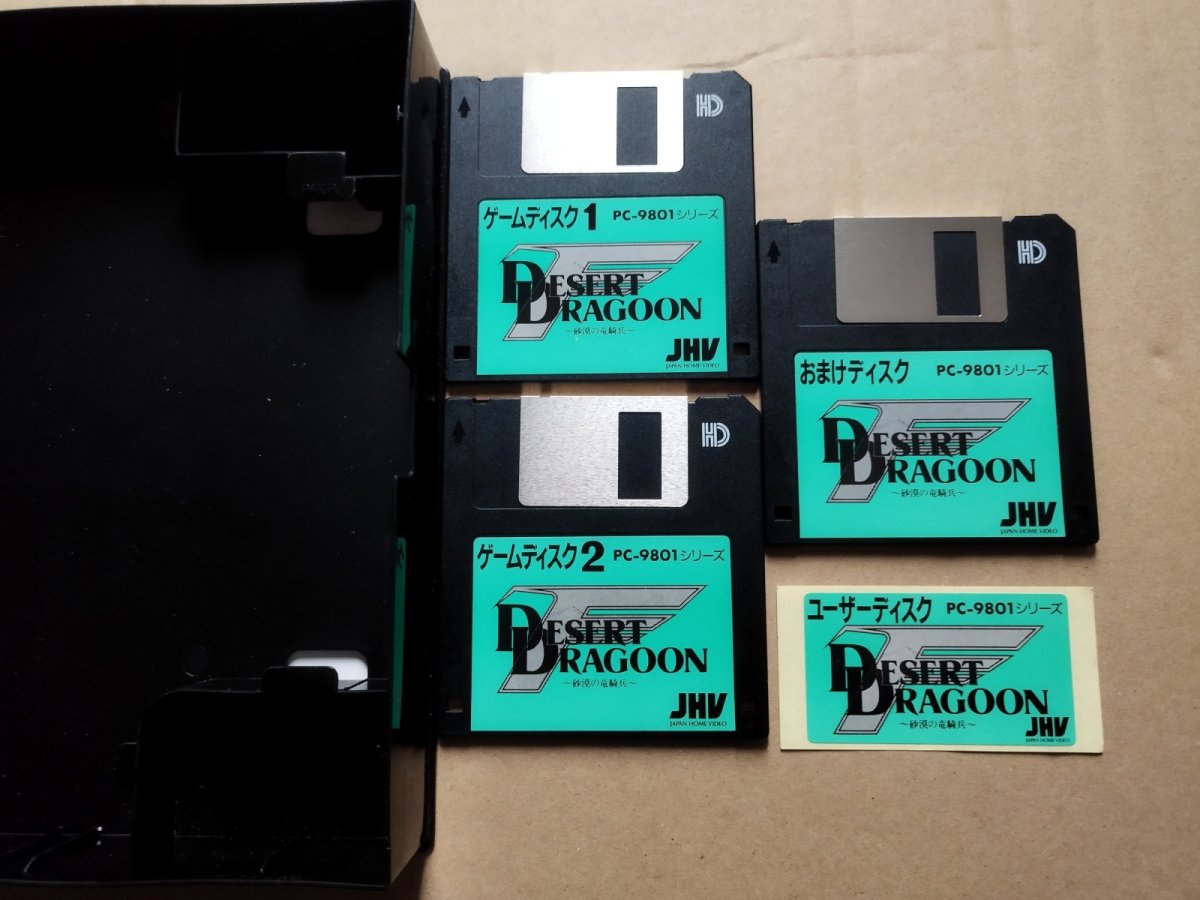 HD
ゲームディスク1 PC-9801シリーズ
DESERT
DRAGOON
～砂漠の竜騎兵～
JHV
JAPAN HOME VIDEO
HD
おまけディスク PC-9801シリーズ
DESERT
DRAGOON
～砂漠の竜騎兵～
JHV
JAPAN HOME VIDEO
HD
ゲームディスク2 PC-9801シリーズ
DESERT
DRAGOON
～砂漠の竜騎兵～
JHV
JAPAN HOME VIDEO
ユーザーディスク PC-9801シリーズ
DESERT
DRAGOON
～砂漠の竜騎兵～
JHV
JAPAN HOME VIDEO